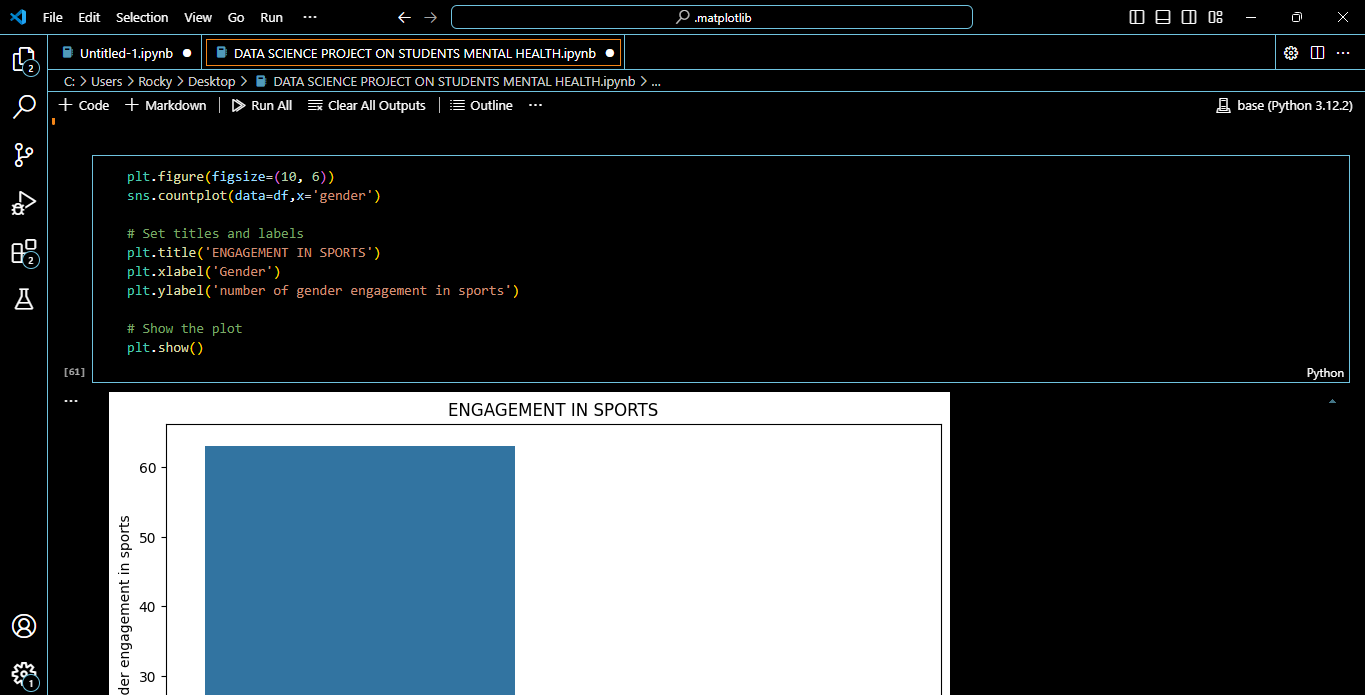 File Edit Selection View Go Run ··· .matplotlib
Untitled-1.ipynb DATA SCIENCE PROJECT ON STUDENTS MENTAL HEALTH.ipynb
C: > Users > Rocky > Desktop > DATA SCIENCE PROJECT ON STUDENTS MENTAL HEALTH.ipynb > ...
+ Code + Markdown Run All Clear All Outputs Outline ··· base (Python 3.12.2)
plt.figure(figsize=(10, 6))
sns.countplot(data=df,x='gender')
# Set titles and labels
plt.title('ENGAGEMENT IN SPORTS')
plt.xlabel('Gender')
plt.ylabel('number of gender engagement in sports')
# Show the plot
plt.show()
[61] Python
ENGAGEMENT IN SPORTS
60
50
40
30
der engagement in sports
2
2
1